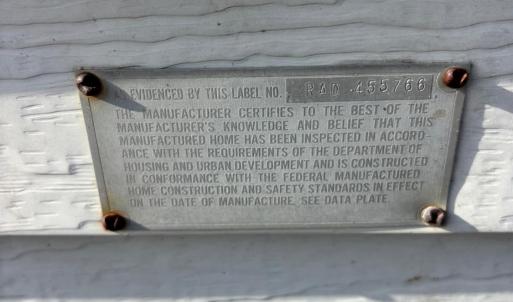 AS EVIDENCED BY THIS LABEL NO. RAD 455766
THE MANUFACTURER CERTIFIES TO THE BEST OF THE
MANUFACTURER'S KNOWLEDGE AND BELIEF THAT THIS
MANUFACTURED HOME HAS BEEN INSPECTED IN ACCORD-
ANCE WITH THE REQUIREMENTS OF THE DEPARTMENT OF
HOUSING AND URBAN DEVELOPMENT AND IS CONSTRUCTED
IN CONFORMANCE WITH THE FEDERAL MANUFACTURED
HOME CONSTRUCTION AND SAFETY STANDARDS IN EFFECT
ON THE DATE OF MANUFACTURE. SEE DATA PLATE.